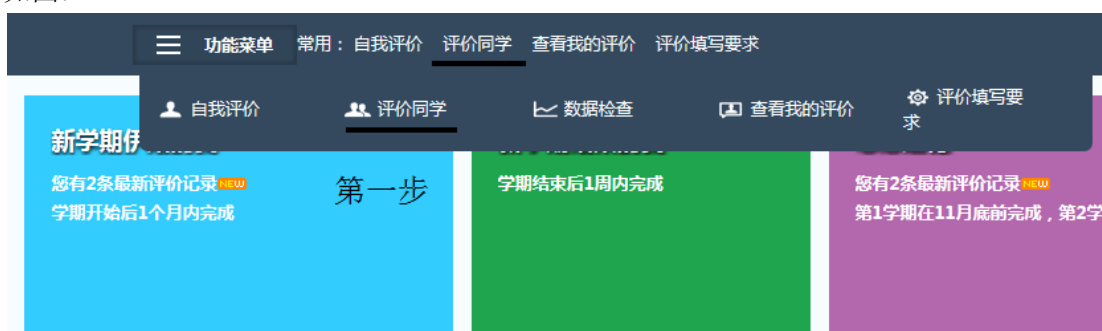 功能菜单 常用： 自我评价 评价同学 查看我的评价 评价填写要求
自我评价 评价同学 数据检查 查看我的评价 评价填写要
求
新学期伊
您有2条最新评价记录NEW
学期开始后1个月内完成
第一步
学期结束后1周内完成
您有2条最新评价记录NEW
第1学期在11月底前完成，第2学